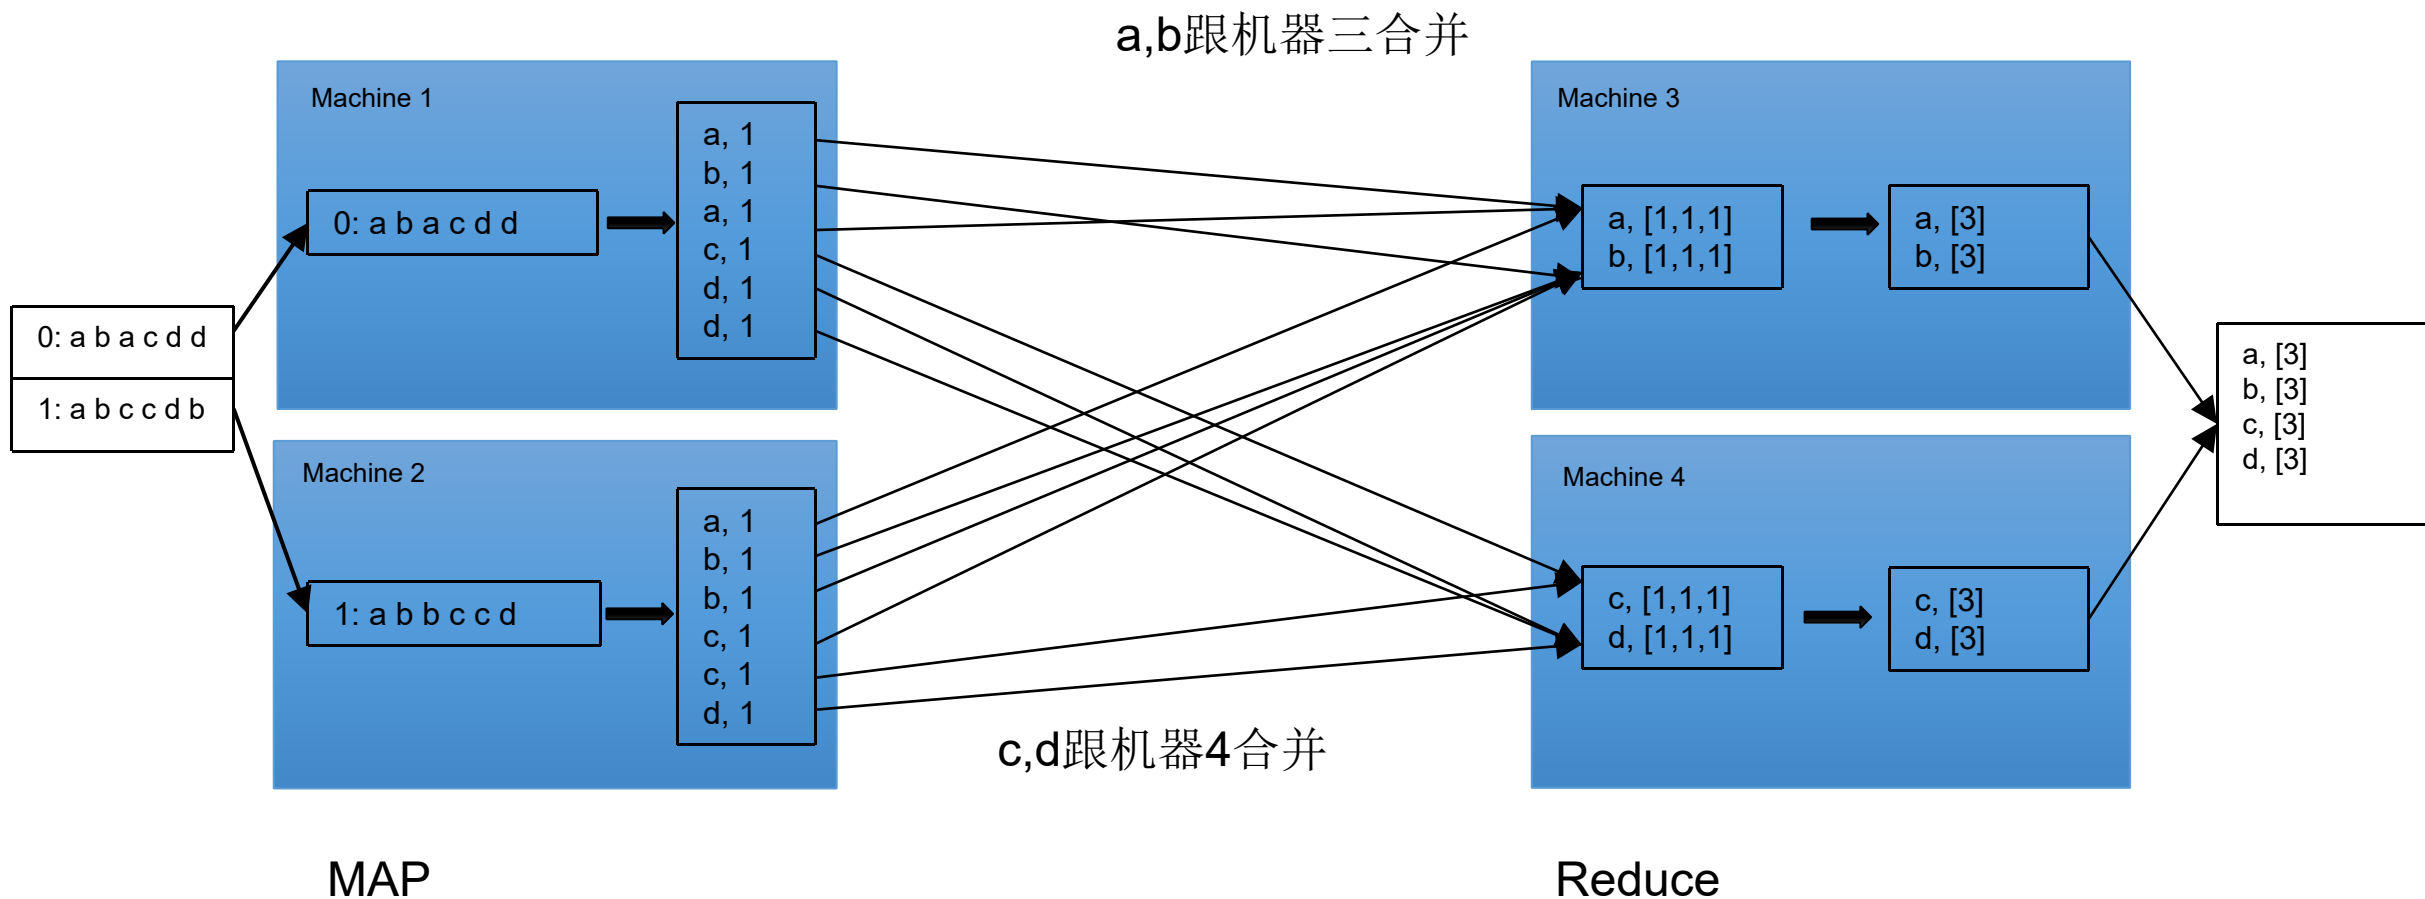 a,b跟机器三合并
0: a b a c d d
1: a b c c d b
Machine 1
0: a b a c d d
a, 1
b, 1
a, 1
c, 1
d, 1
d, 1
Machine 2
1: a b b c c d
a, 1
b, 1
b, 1
c, 1
c, 1
d, 1
c,d跟机器4合并
Machine 3
a, [1,1,1]
b, [1,1,1]
a, [3]
b, [3]
Machine 4
c, [1,1,1]
d, [1,1,1]
c, [3]
d, [3]
a, [3]
b, [3]
c, [3]
d, [3]
MAP
Reduce